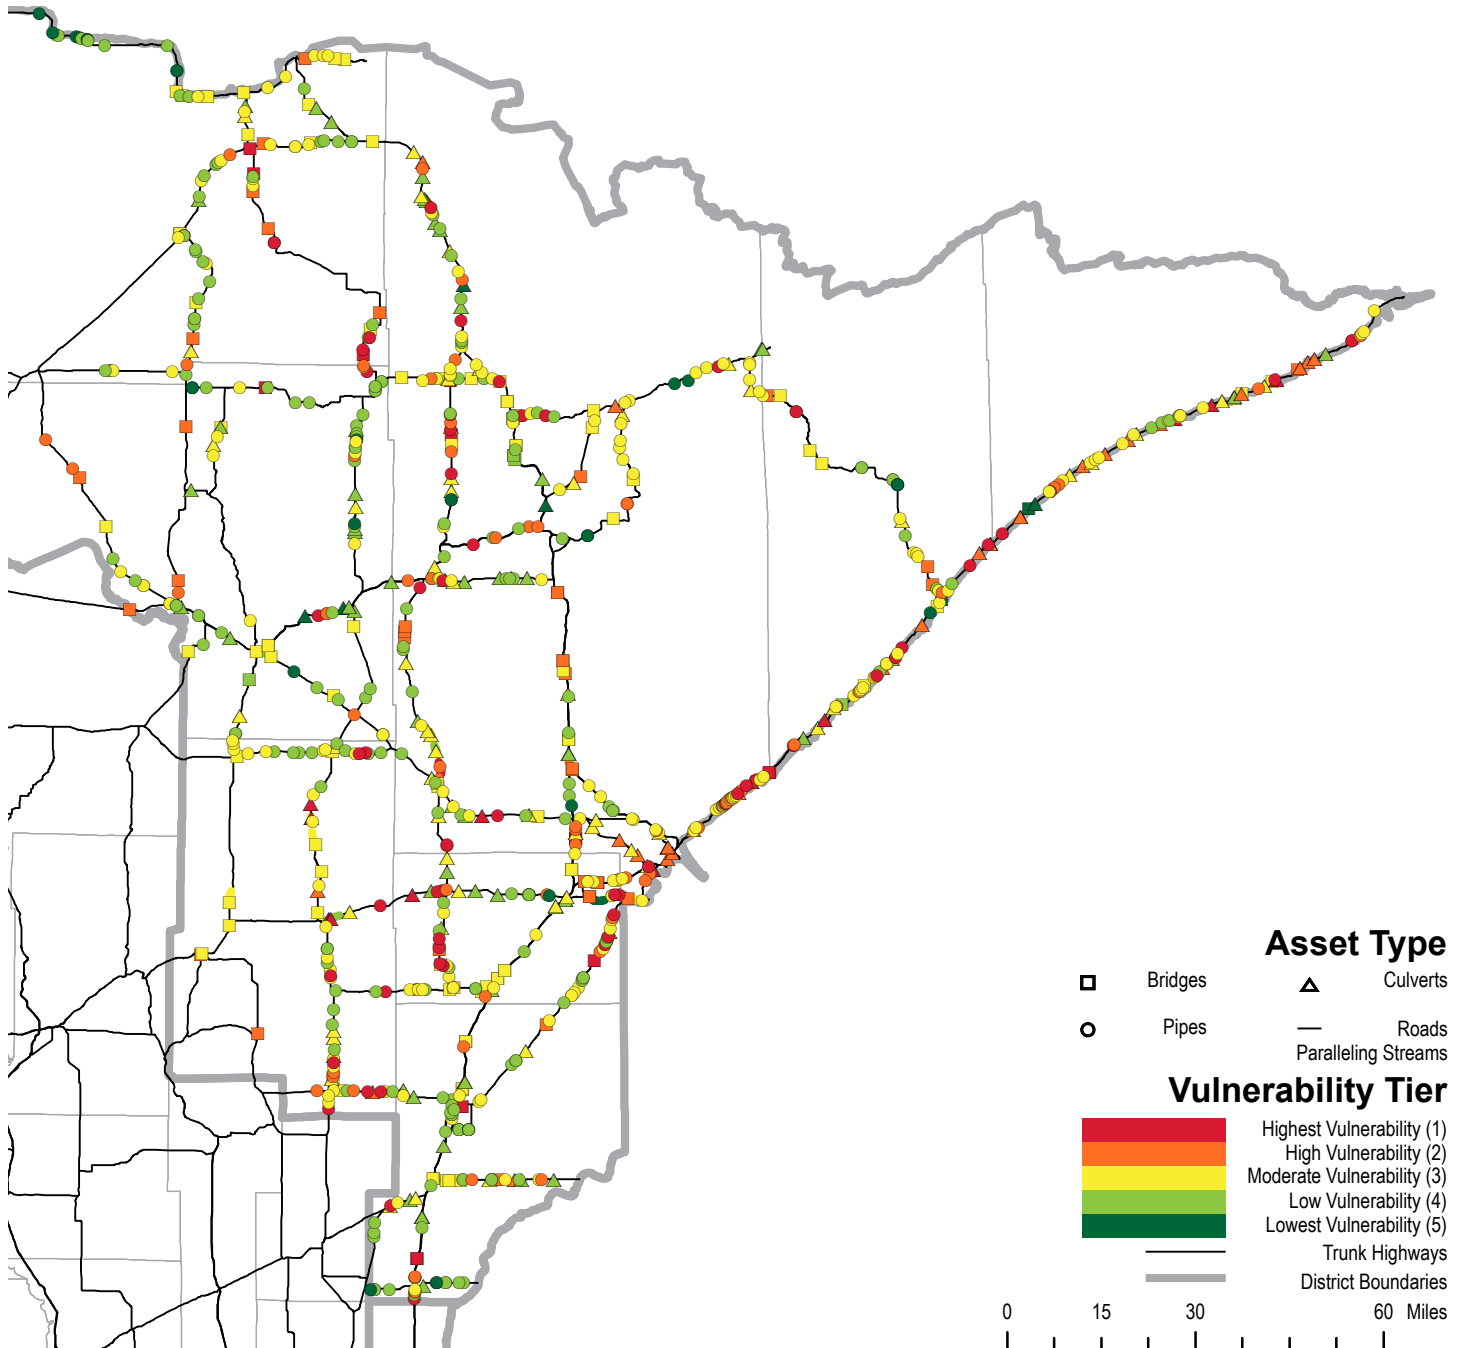 Asset Type
Bridges
Culverts
Pipes
Roads
Paralleling Streams
Vulnerability Tier
Highest Vulnerability (1)
High Vulnerability (2)
Moderate Vulnerability (3)
Low Vulnerability (4)
Lowest Vulnerability (5)
Trunk Highways
District Boundaries
0 15 30 60 Miles